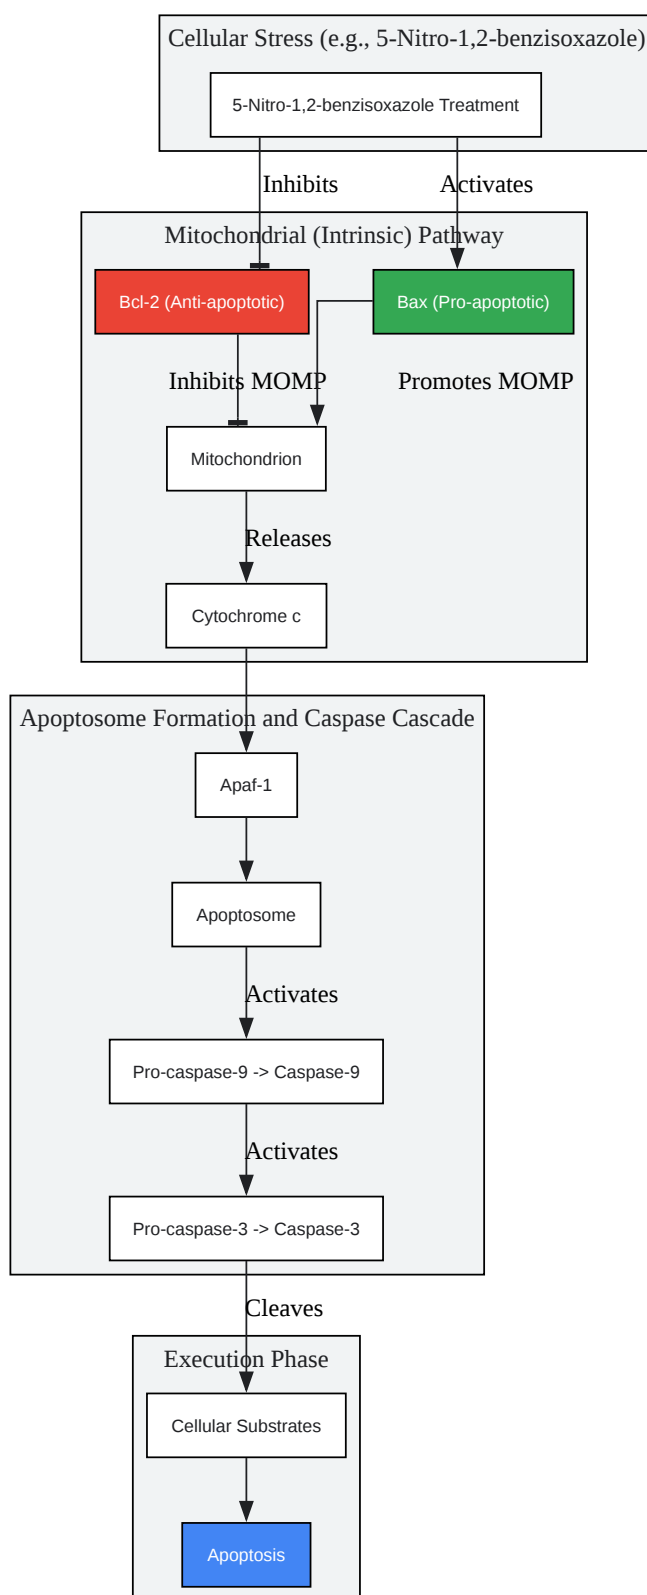 Cellular Stress (e.g., 5-Nitro-1,2-benzisoxazole)
5-Nitro-1,2-benzisoxazole Treatment
Inhibits
Activates
Mitochondrial (Intrinsic) Pathway
Bcl-2 (Anti-apoptotic)
Bax (Pro-apoptotic)
Inhibits MOMP
Promotes MOMP
Mitochondrion
Releases
Cytochrome c
Apoptosome Formation and Caspase Cascade
Apaf-1
Apoptosome
Activates
Pro-caspase-9 -> Caspase-9
Activates
Pro-caspase-3 -> Caspase-3
Cleaves
Execution Phase
Cellular Substrates
Apoptosis